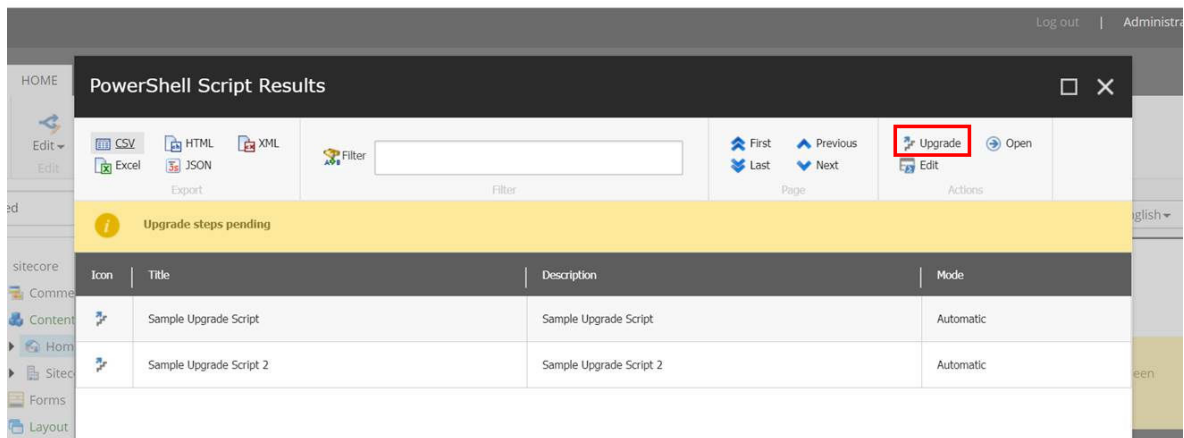 Log out | Administra
HOME
PowerShell Script Results
Edit
Edit
CSV HTML XML
Excel JSON
Export
Filter
Filter
First Previous
Last Next
Page
Upgrade Open
Edit
Actions
ed
glish
Upgrade steps pending
sitecore
Comme
Content
Hom
Sitec
Forms
Layout
Icon Title Description Mode
Sample Upgrade Script Sample Upgrade Script Automatic
Sample Upgrade Script 2 Sample Upgrade Script 2 Automatic
een